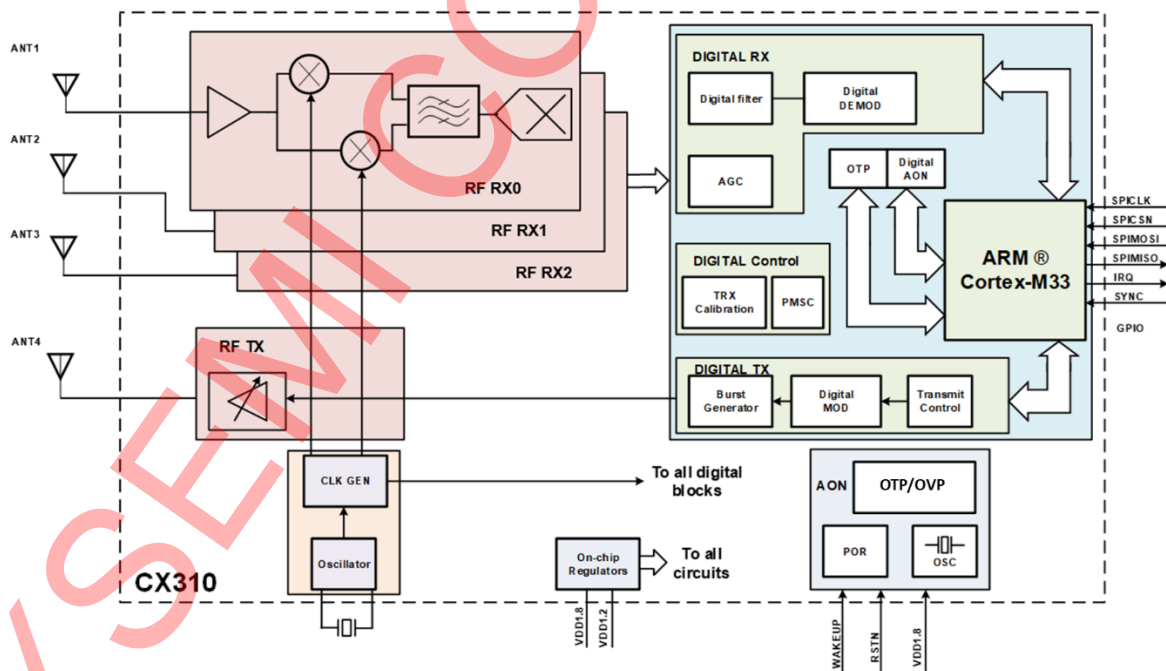 ANT1
ANT2
ANT3
ANT4
RF RX0
RF RX1
RF RX2
RF TX
CLK GEN
Oscillator
CX310
To all digital
blocks
On-chip
Regulators
To all
circuits
VDD1.8
VDD1.2
DIGITAL RX
Digital filter
Digital
DEMOD
AGC
OTP
Digital
AON
DIGITAL Control
TRX
Calibration
PMSC
ARM ®
Cortex-M33
DIGITAL TX
Burst
Generator
Digital
MOD
Transmit
Control
SPICLK
SPICSN
SPIMOSI
SPIMISO
IRQ
SYNC
GPIO
AON
OTP/OVP
POR
OSC
WAKEUP
RSTN
VDD1.8
YSEMI CO